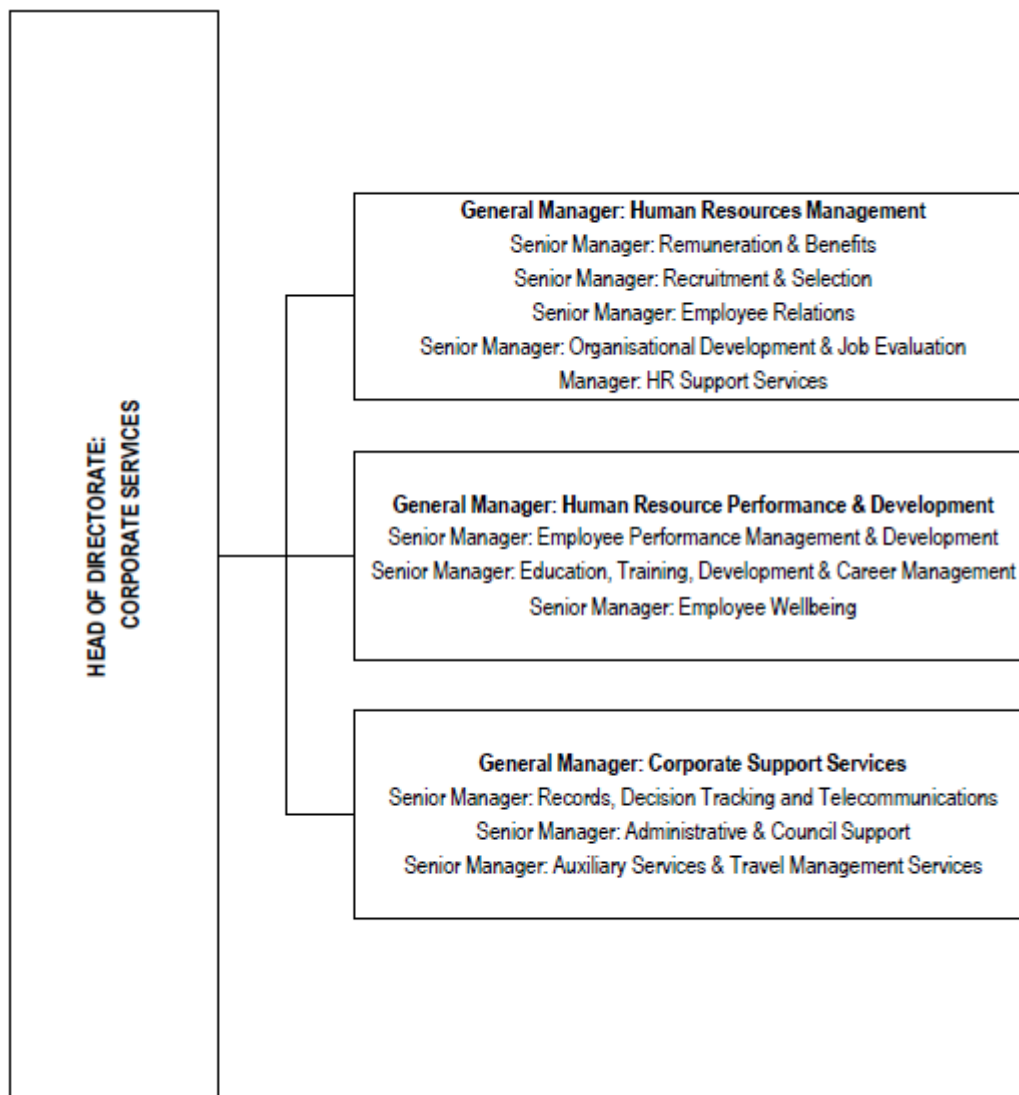 HEAD OF DIRECTORATE:
CORPORATE SERVICES
General Manager: Human Resources Management
Senior Manager: Remuneration & Benefits
Senior Manager: Recruitment & Selection
Senior Manager: Employee Relations
Senior Manager: Organisational Development & Job Evaluation
Manager: HR Support Services
General Manager: Human Resource Performance & Development
Senior Manager: Employee Performance Management & Development
Senior Manager: Education, Training, Development & Career Management
Senior Manager: Employee Wellbeing
General Manager: Corporate Support Services
Senior Manager: Records, Decision Tracking and Telecommunications
Senior Manager: Administrative & Council Support
Senior Manager: Auxiliary Services & Travel Management Services